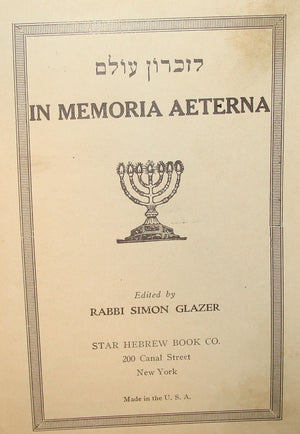 לזכרון עולם
IN MEMORIA AETERNA
Edited by
RABBI SIMON GLAZER
STAR HEBREW BOOK CO.
200 Canal Street
New York
Made in the U. S. A.